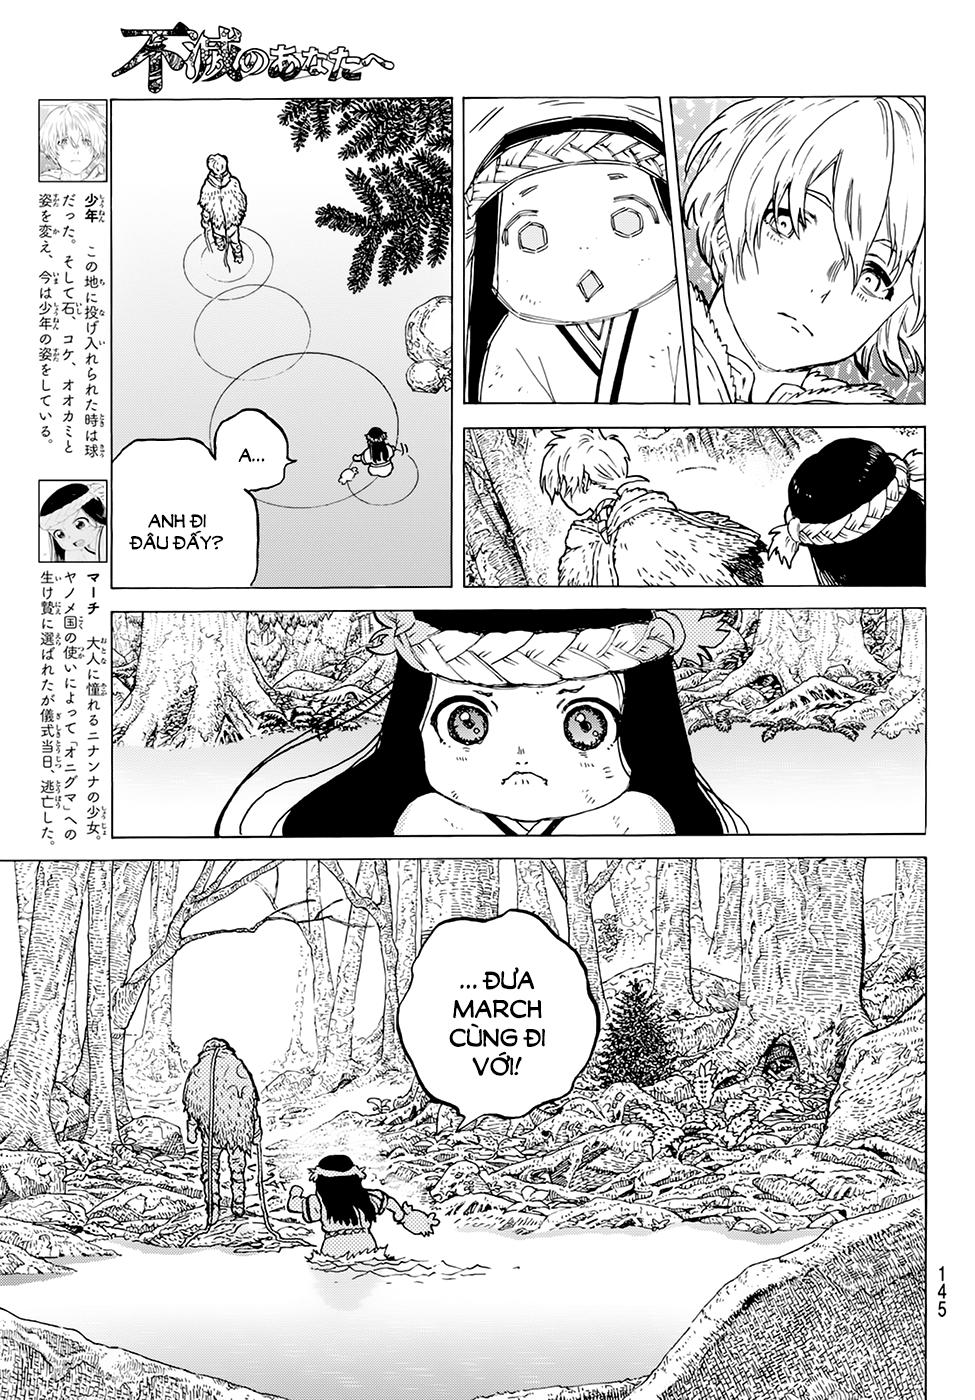 不滅のあなたへ
少年 この地に投げ入れられた時は球
だった。そして石、コケ、オオカミと
姿を変え、今は少年の姿をしている。
マーチ 大人に憧れるニナンナの少女。
ヤノメ国の使いによって「オニグマ」への
生け贄に選ばれたが儀式当日、逃亡した。
A...
ANH ĐI
ĐÂU ĐẤY?
... ĐƯA
MARCH
CÙNG ĐI
VỚI!
145